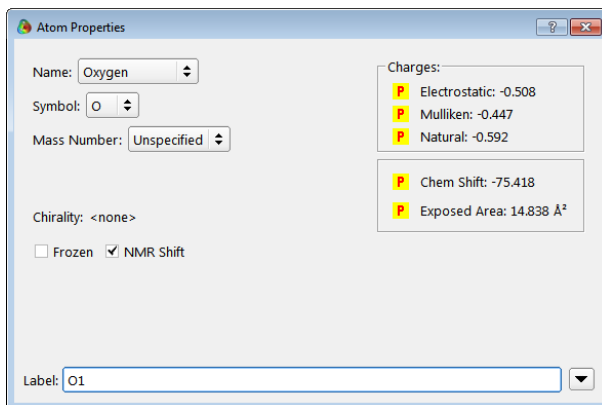 Atom Properties
?
Name: Oxygen
Symbol: O
Mass Number: Unspecified
Chirality: <none>
Frozen NMR Shift
Charges:
P Electrostatic: -0.508
P Mulliken: -0.447
P Natural: -0.592
P Chem Shift: -75.418
P Exposed Area: 14.838 Å²
Label: O1